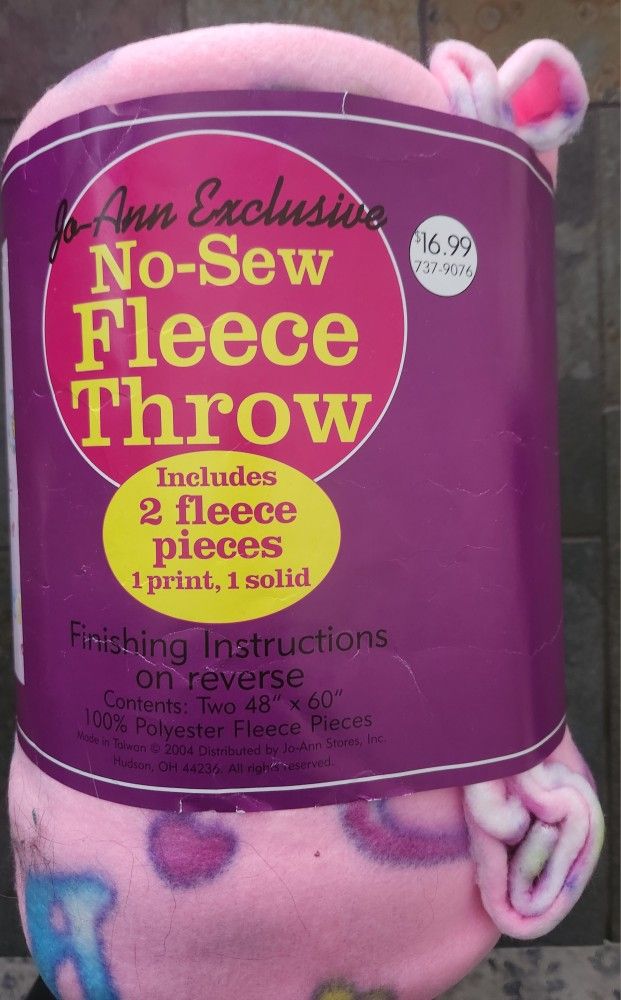 Jo-Ann Exclusive
No-Sew
Fleece
Throw
$16.99
737-9076
Includes
2 fleece
pieces
1 print, 1 solid
Finishing Instructions
on reverse
Contents: Two 48" x 60"
100% Polyester Fleece Pieces
Made in Taiwan © 2004 Distributed by Jo-Ann Stores, Inc.
Hudson, OH 44236. All rights reserved.
R